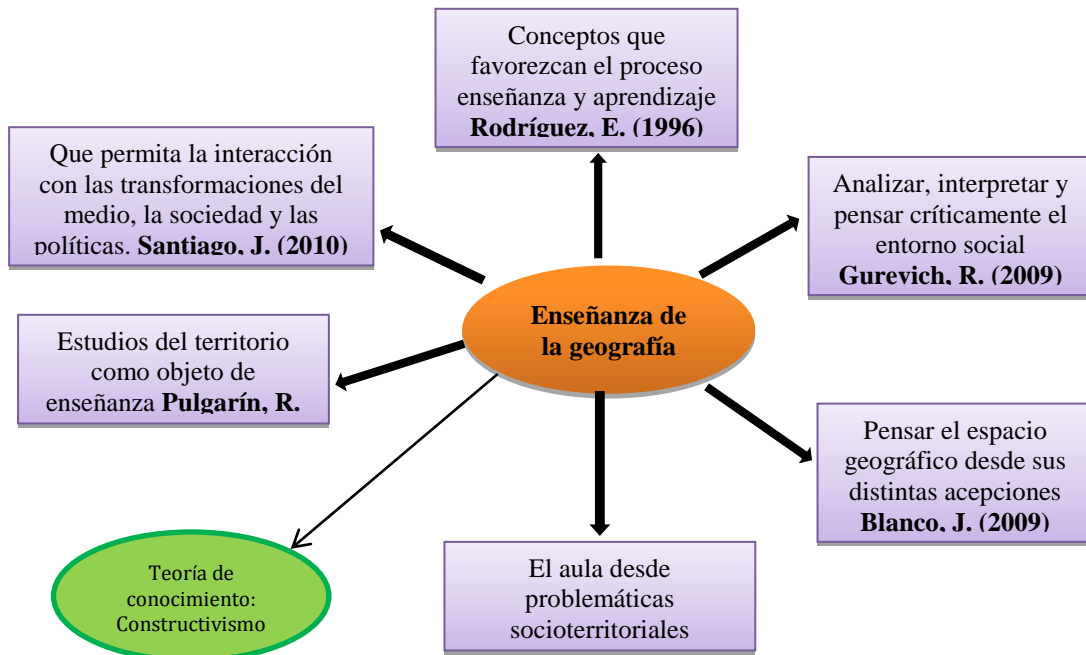 Conceptos que
favorezcan el proceso
enseñanza y aprendizaje
Rodríguez, E. (1996)
Que permita la interacción
con las transformaciones del
medio, la sociedad y las
políticas. Santiago, J. (2010)
Analizar, interpretar y
pensar críticamente el
entorno social
Gurevich, R. (2009)
Enseñanza de
la geografía
Estudios del territorio
como objeto de
enseñanza Pulgarín, R.
Pensar el espacio
geográfico desde sus
distintas acepciones
Blanco, J. (2009)
El aula desde
problemáticas
socioterritoriales
Teoría de
conocimiento:
Constructivismo